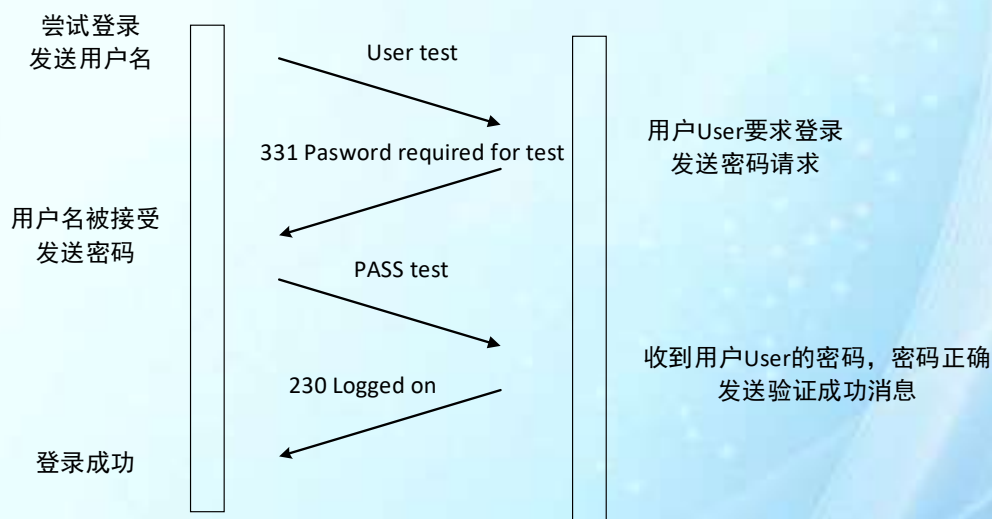 尝试登录
发送用户名
User test
331 Pasword required for test
用户User要求登录
发送密码请求
用户名被接受
发送密码
PASS test
收到用户User的密码，密码正确
发送验证成功消息
230 Logged on
登录成功